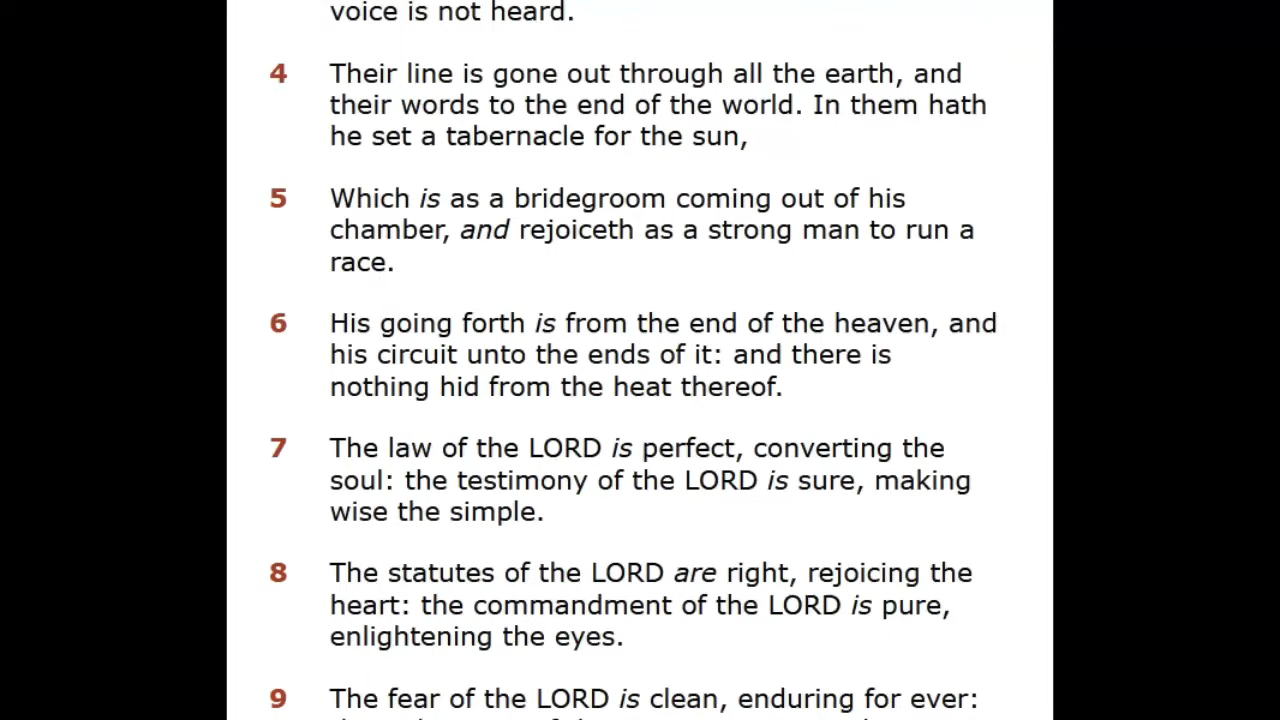 voice is not heard.
4 Their line is gone out through all the earth, and
their words to the end of the world. In them hath
he set a tabernacle for the sun,
5 Which is as a bridegroom coming out of his
chamber, and rejoiceth as a strong man to run a
race.
6 His going forth is from the end of the heaven, and
his circuit unto the ends of it: and there is
nothing hid from the heat thereof.
7 The law of the LORD is perfect, converting the
soul: the testimony of the LORD is sure, making
wise the simple.
8 The statutes of the LORD are right, rejoicing the
heart: the commandment of the LORD is pure,
enlightening the eyes.
9 The fear of the LORD is clean, enduring for ever: